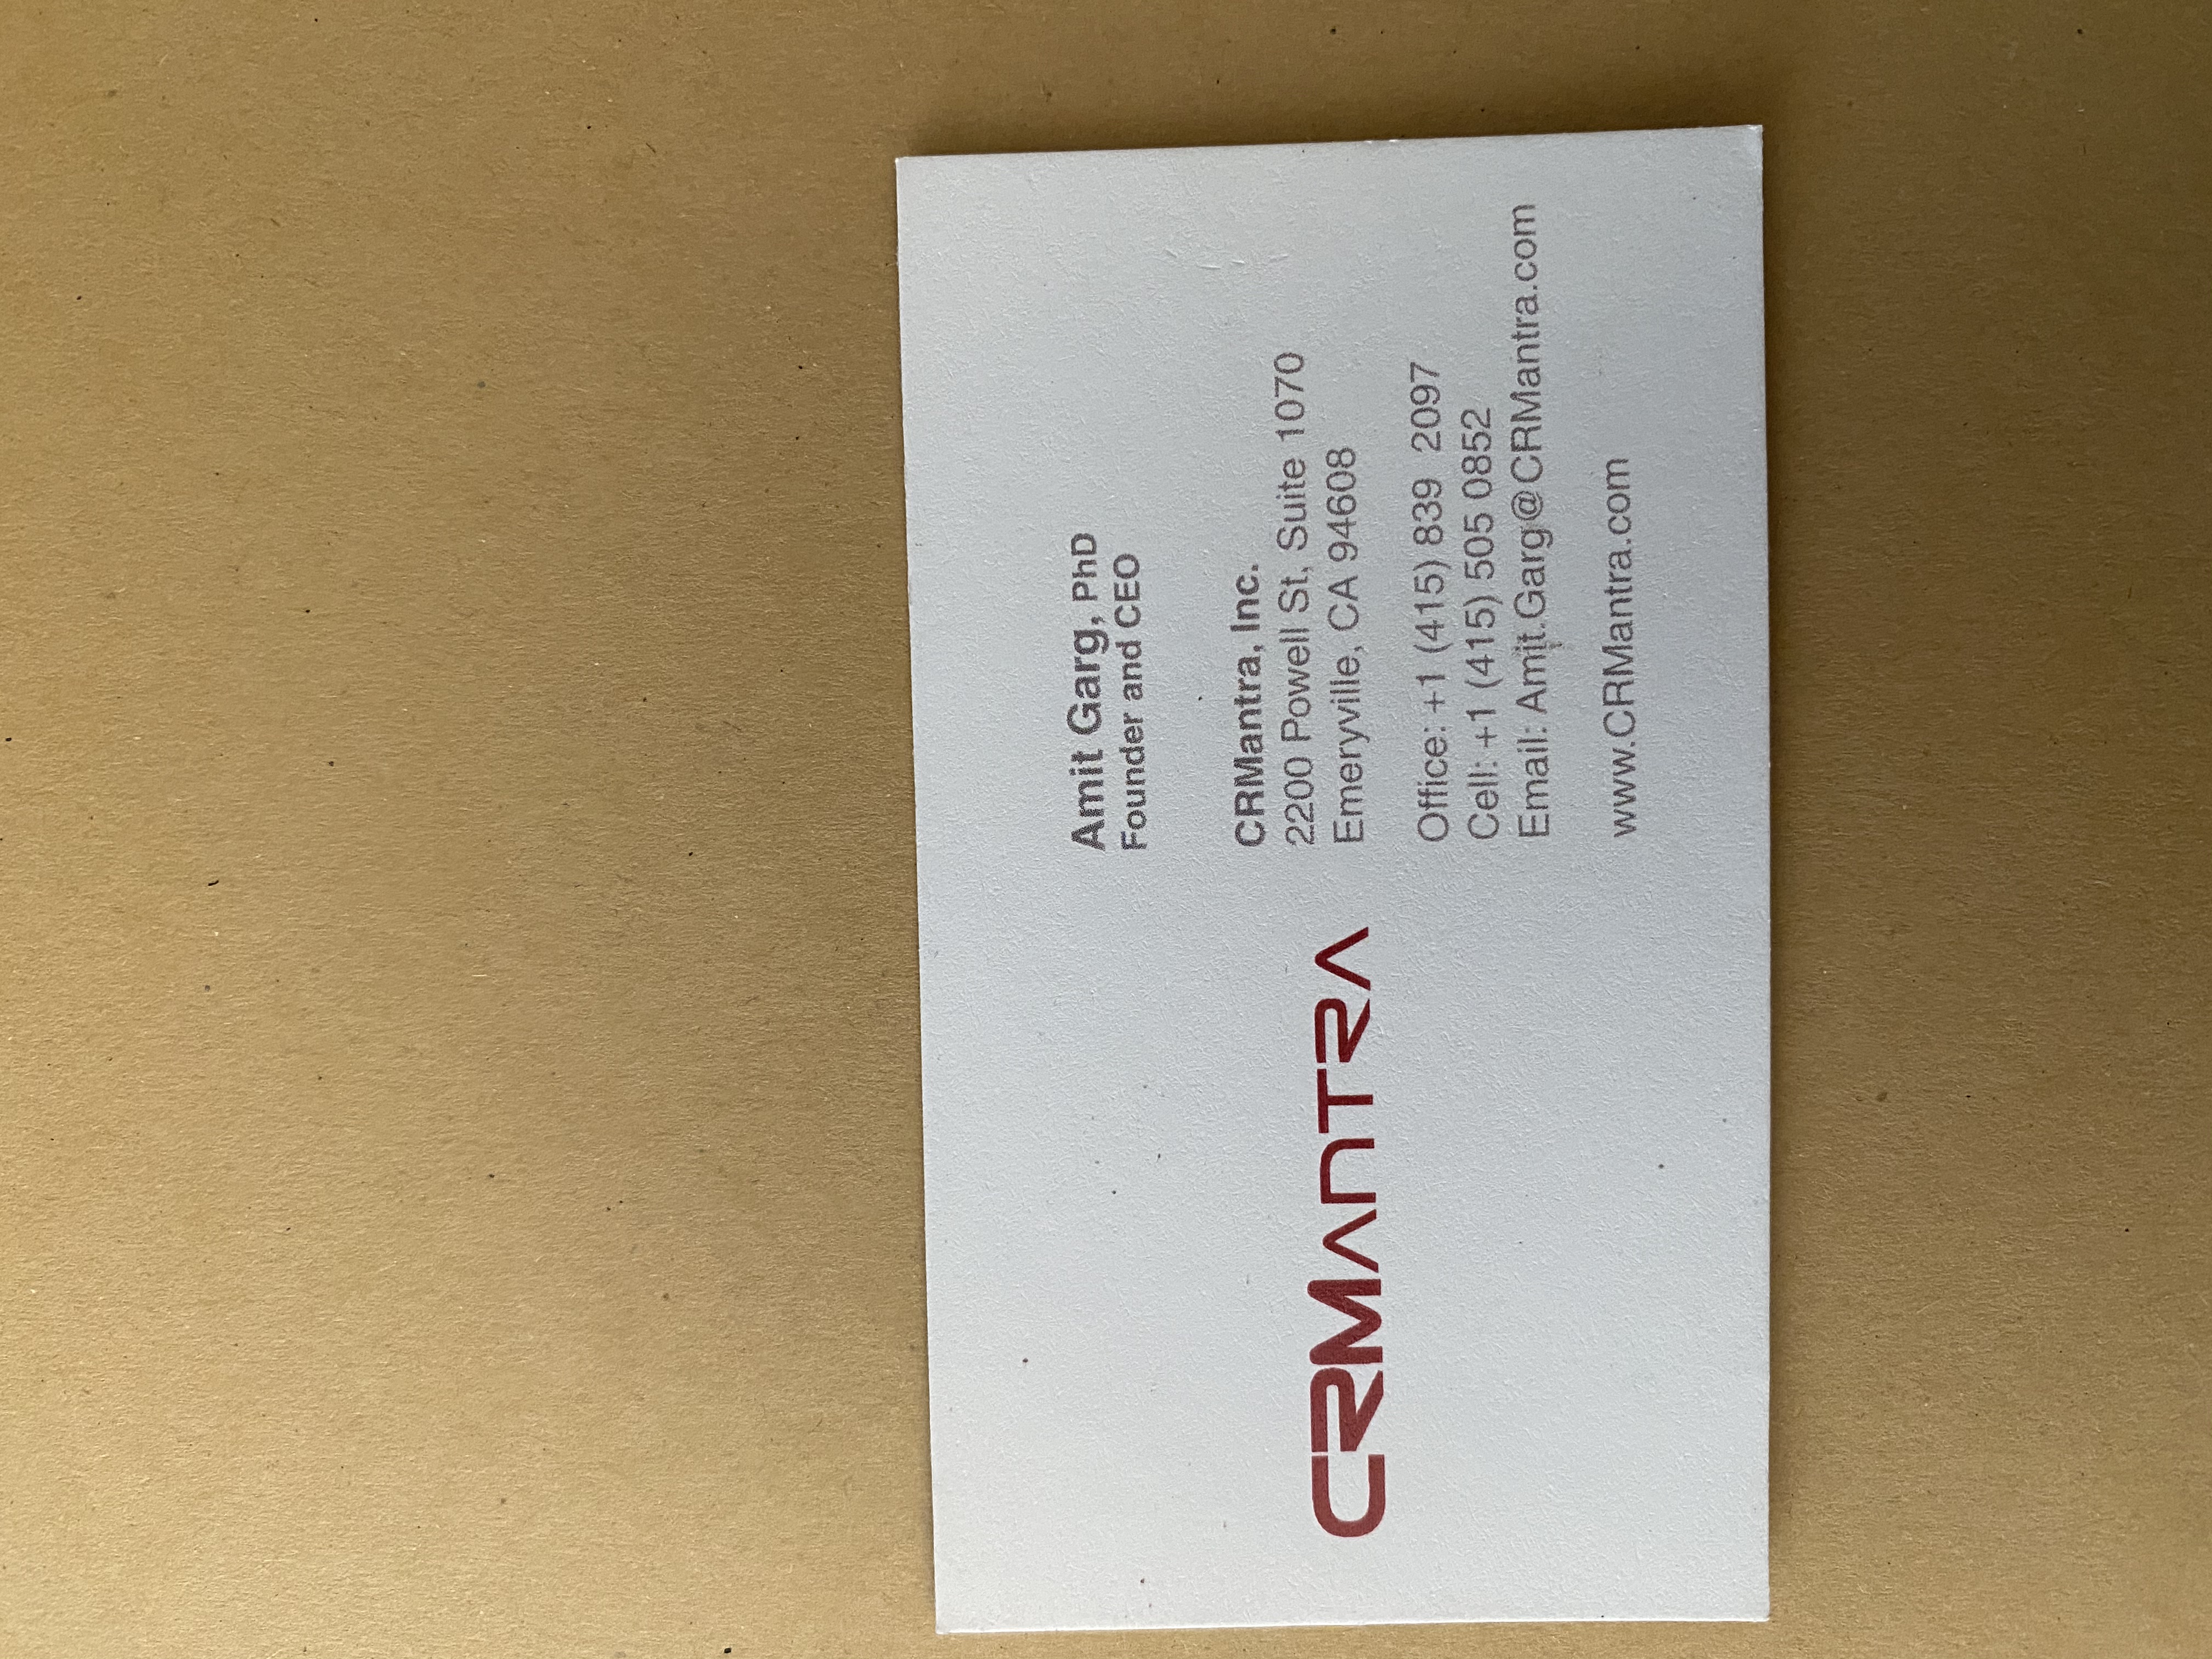 CRMANTRA
Amit Garg, PhD
Founder and CEO
CRMantra, Inc.
2200 Powell St, Suite 1070
Emeryville, CA 94608
Office: +1 (415) 839  2097
Cell: +1 (415) 505 0852
Email: Amit.Garg@CRMantra.com
www.CRMantra.com